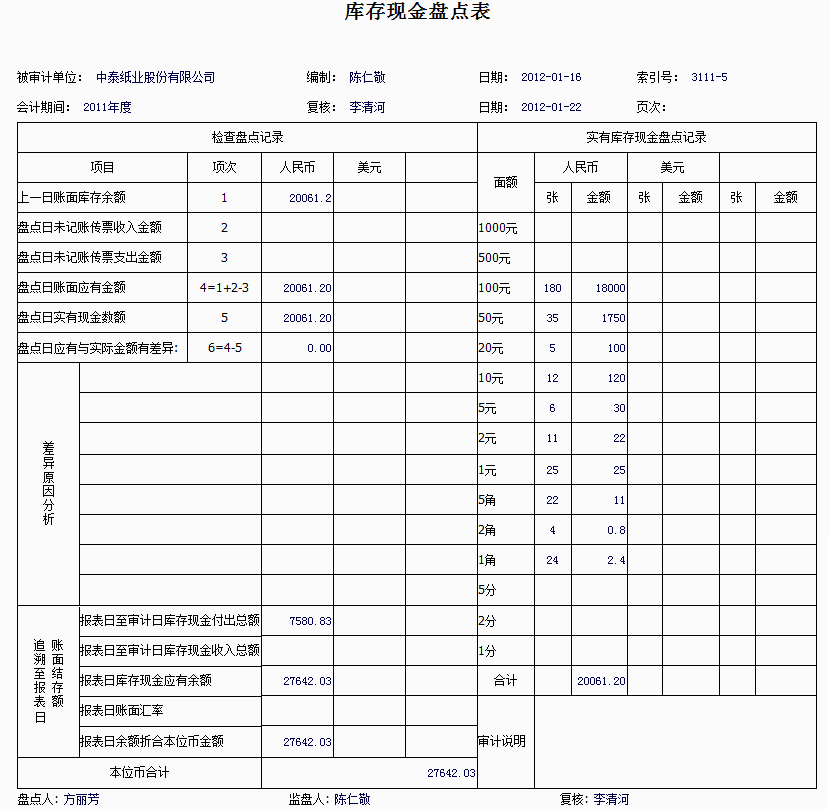 库存现金盘点表
被审计单位： 中泰纸业股份有限公司 编制： 陈仁敬 日期： 2012-01-16 索引号： 3111-5
会计期间： 2011年度 复核： 李清河 日期： 2012-01-22 页次：
检查盘点记录 实有库存现金盘点记录
项目 项次 人民币 美元 面额 人民币 美元
张 金额 张 金额 张 金额
上一日账面库存余额 1 20061.2
盘点日未记账传票收入金额 2 1000元
盘点日未记账传票支出金额 3 500元
盘点日账面应有金额 4=1+2-3 20061.20 100元 180 18000
盘点日实有现金数额 5 20061.20 50元 35 1750
盘点日应有与实际金额有差异: 6=4-5 0.00 20元 5 100
差异原因分析
10元 12 120
5元 6 30
2元 11 22
1元 25 25
5角 22 11
2角 4 0.8
1角 24 2.4
5分
追溯至报表日
账面结存额
报表日至审计日库存现金付出总额 7580.83 2分
报表日至审计日库存现金收入总额 1分
报表日库存现金应有余额 27642.03 合计 20061.20
报表日账面汇率
报表日余额折合本位币金额 27642.03 审计说明
本位币合计 27642.03
盘点人：方丽芳 监盘人：陈仁敬 复核：李清河